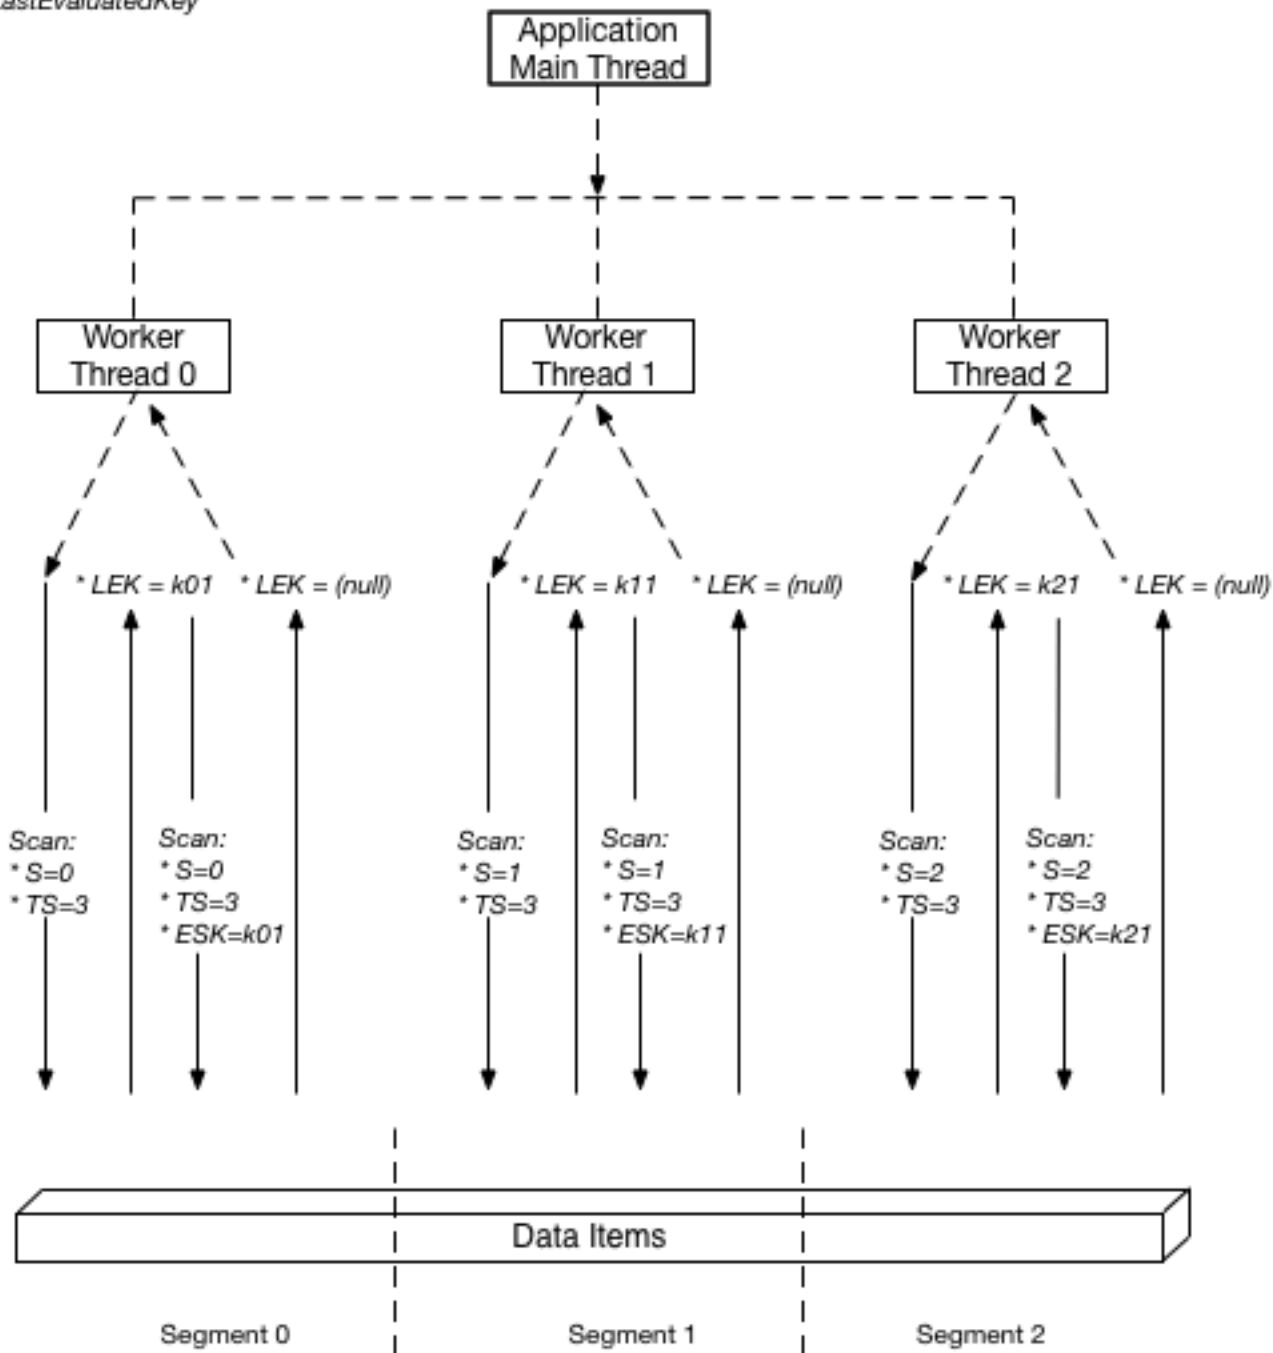 LastEvaluatedKey
Application
Main Thread
Worker
Thread 0
Worker
Thread 1
Worker
Thread 2
* LEK = k01
* LEK = (null)
* LEK = k11
* LEK = (null)
* LEK = k21
* LEK = (null)
Scan:
* S=0
* TS=3
Scan:
* S=0
* TS=3
* ESK=k01
Scan:
* S=1
* TS=3
Scan:
* S=1
* TS=3
* ESK=k11
Scan:
* S=2
* TS=3
Scan:
* S=2
* TS=3
* ESK=k21
Data Items
Segment 0
Segment 1
Segment 2